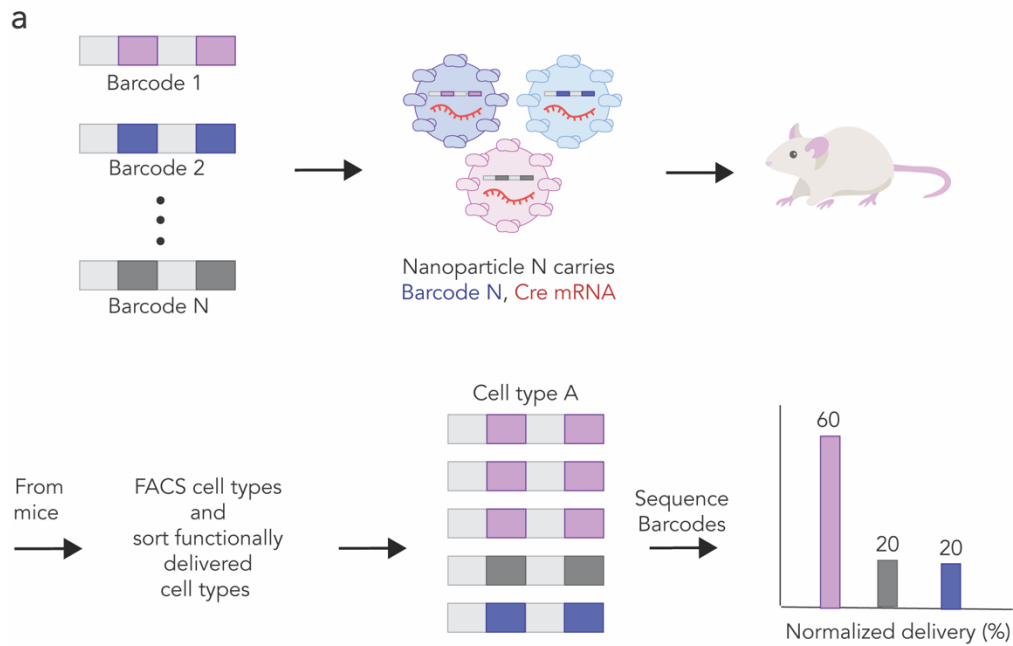 a
Barcode 1
Barcode 2
Barcode N
Nanoparticle N carries
Barcode N, Cre mRNA
From
mice
FACS cell types
and
sort functionally
delivered
cell types
Cell type A
Sequence
Barcodes
60
20
20
Normalized delivery (%)